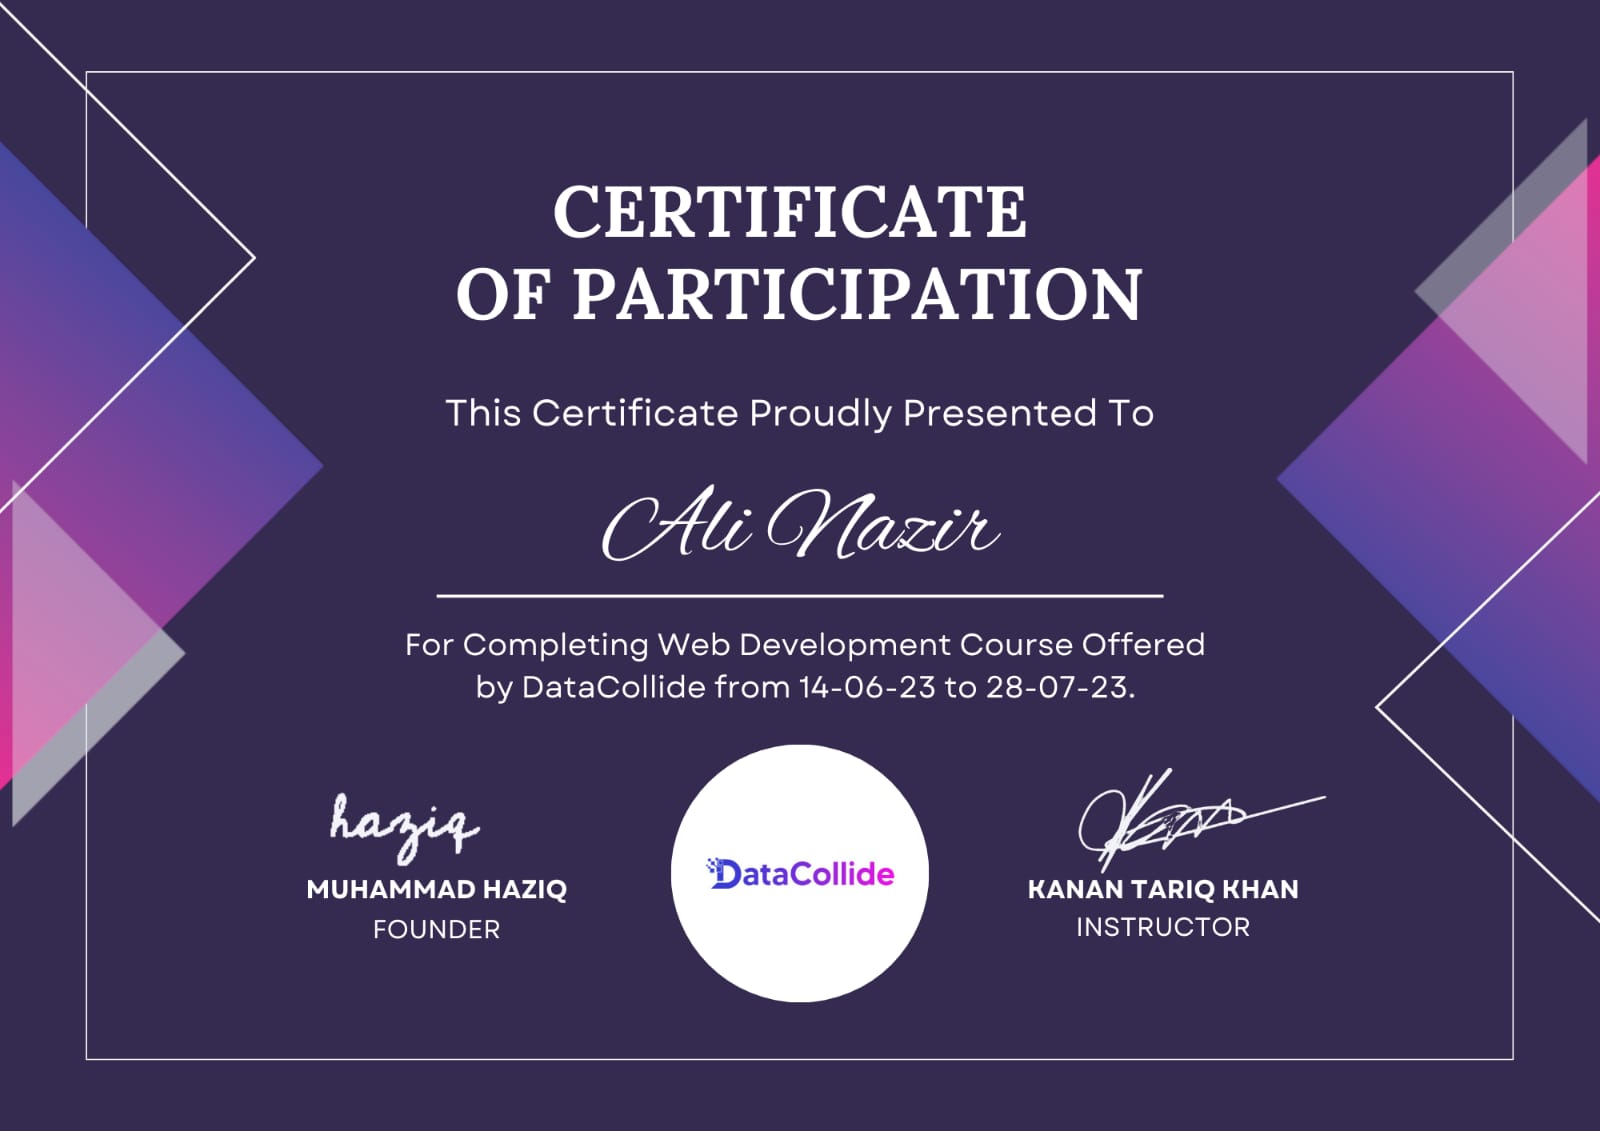 CERTIFICATE
OF PARTICIPATION
This Certificate Proudly Presented To
Ali Nazir
For Completing Web Development Course Offered
by DataCollide from 14-06-23 to 28-07-23.
haziq
MUHAMMAD HAZIQ
FOUNDER
DataCollide
KANAN TARIQ KHAN
INSTRUCTOR